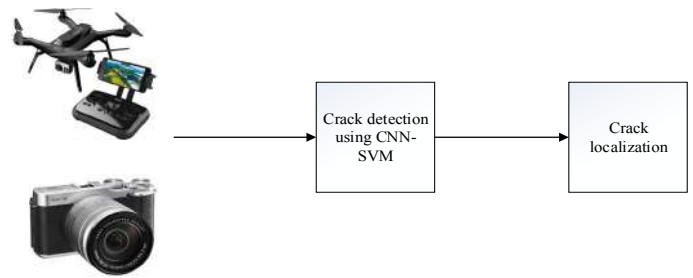 Crack detection
using CNN-
SVM
Crack
localization